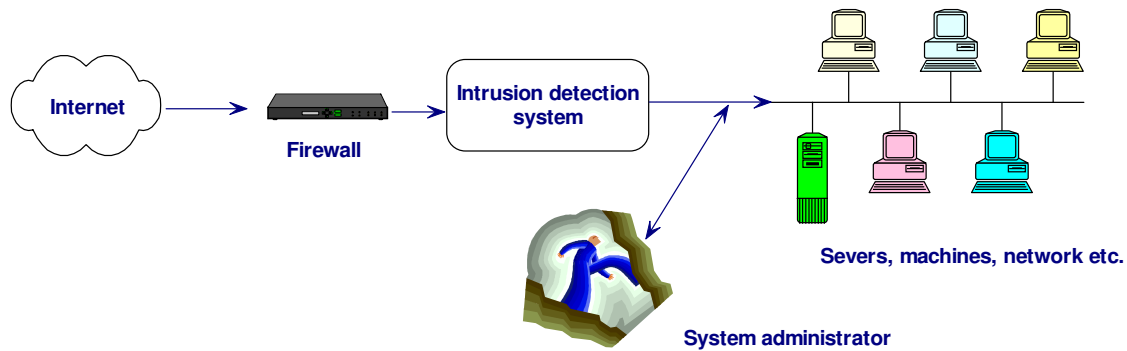 Internet
Firewall
Intrusion detection
system
Severs, machines, network etc.
System administrator